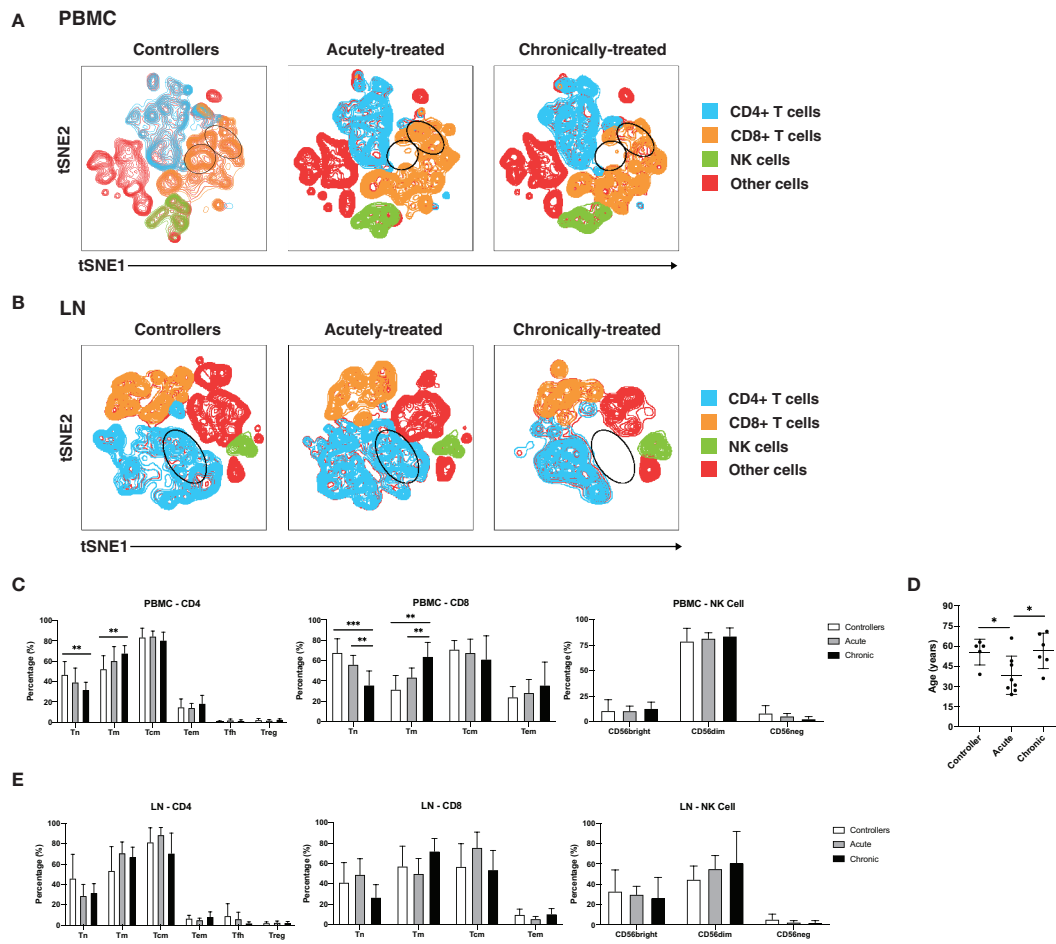 A PBMC
Controllers Acutely-treated Chronically-treated
tSNE2
CD4+ T cells
CD8+ T cells
NK cells
Other cells
tSNE1
B LN
Controllers Acutely-treated Chronically-treated
tSNE2
CD4+ T cells
CD8+ T cells
NK cells
Other cells
tSNE1
C
PBMC - CD4
Percentage (%)
100
80
60
40
20
0
** **
Tn Tm Tcm Tem Tfh Treg
PBMC - CD8
Percentage (%)
100
80
60
40
20
0
*** ** ** **
Tn Tm Tcm Tem
PBMC - NK Cell
Percentage (%)
100
80
60
40
20
0
CD56bright CD56dim CD56neg
Controllers
Acute
Chronic
D
Age (years)
90
75
60
45
30
15
0
* *
Controller Acute Chronic
E
LN - CD4
Percentage (%)
100
80
60
40
20
0
Tn Tm Tcm Tem Tfh Treg
LN - CD8
Percentage (%)
100
80
60
40
20
0
Tn Tm Tcm Tem
LN - NK Cell
Percentage (%)
100
80
60
40
20
0
CD56bright CD56dim CD56neg
Controllers
Acute
Chronic